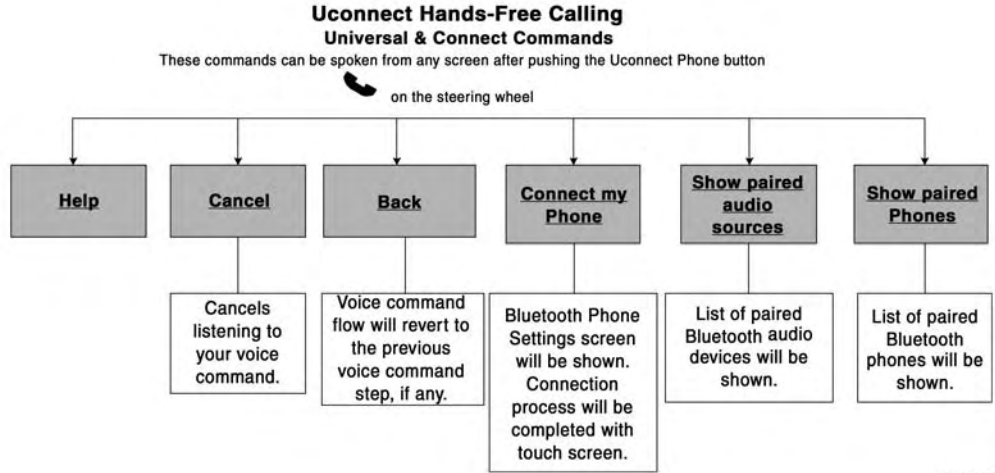 Uconnect Hands-Free Calling
Universal & Connect Commands
These commands can be spoken from any screen after pushing the Uconnect Phone button
on the steering wheel
Help
Cancel
Back
Connect my
Phone
Show paired
audio
sources
Show paired
Phones
Cancels
listening to
your voice
command.
Voice command
flow will revert to
the previous
voice command
step, if any.
Bluetooth Phone
Settings screen
will be shown.
Connection
process will be
completed with
touch screen.
List of paired
Bluetooth audio
devices will be
shown.
List of paired
Bluetooth
phones will be
shown.